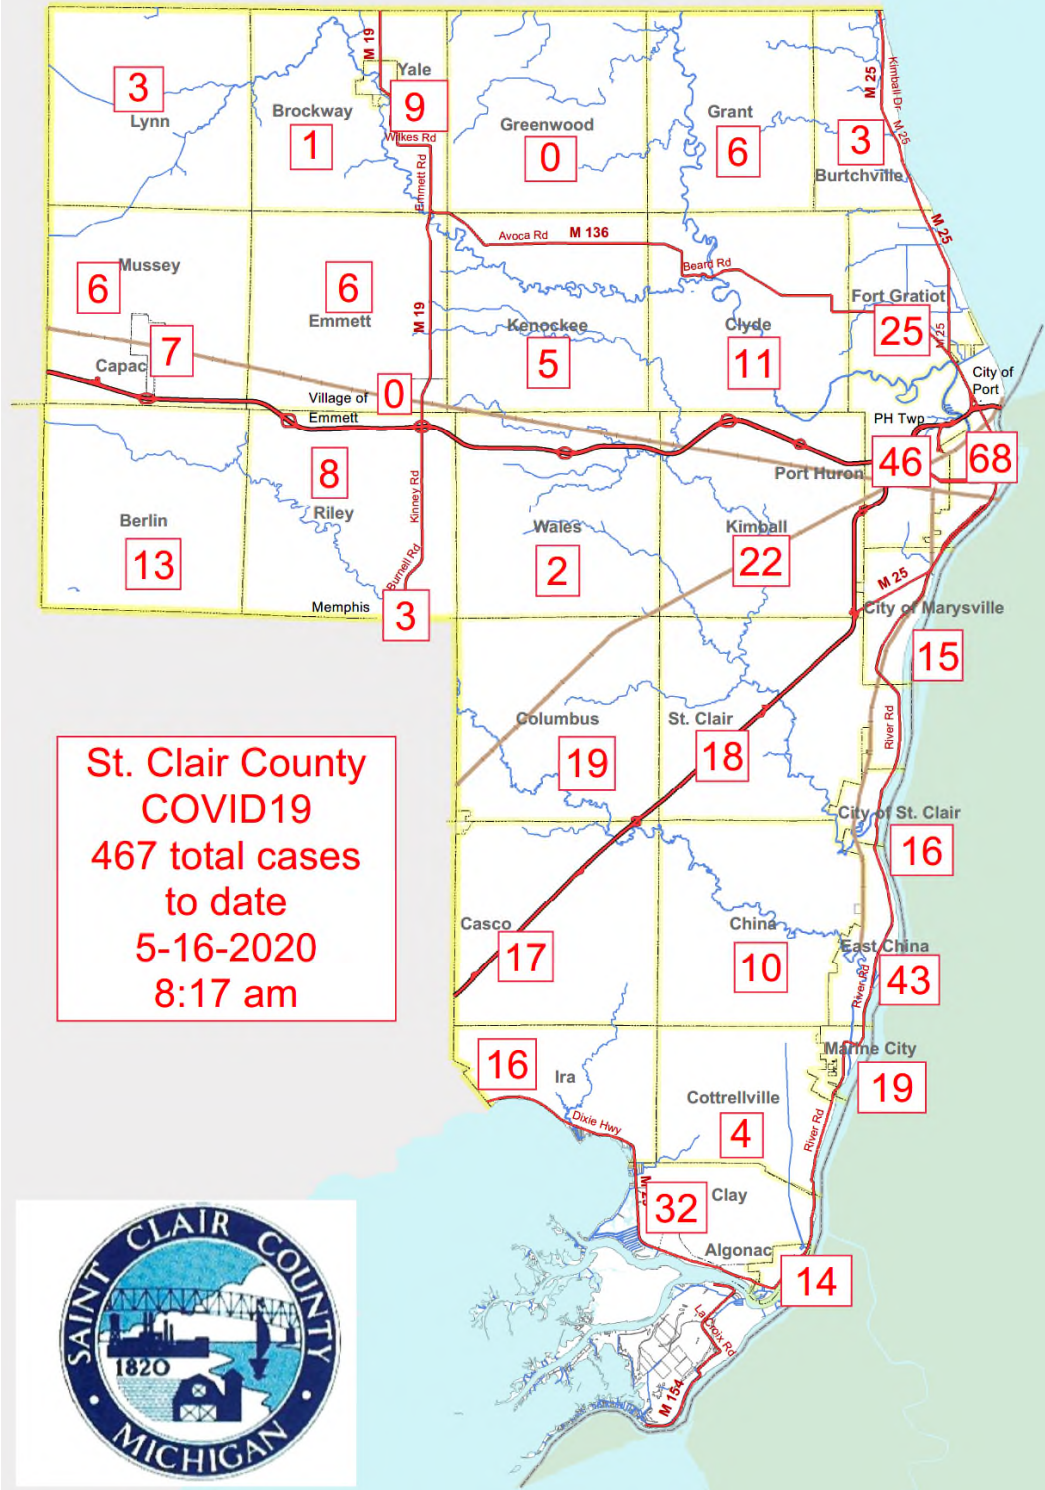 M 19
Yale
9
3
Lynn
Brockway
1
Wilkes Rd
Emmett Rd
Greenwood
0
Grant
6
M 25
Kimball Dr
M 25
3
Burtchville
M 25
Avoca Rd
M 136
Beard Rd
Mussey
6
6
Emmett
M 19
7
Capac
Kenockee
5
Clyde
11
Fort Gratiot
25
M 25
City of
Port
Village of
Emmett
0
PH Twp
Port Huron
46
68
8
Riley
Kinney Rd
Berlin
13
Burnell Rd
Memphis
3
Wales
2
Kimball
22
M 25
City of Marysville
15
Columbus
19
St. Clair
18
River Rd
St. Clair County
COVID19
467 total cases
to date
5-16-2020
8:17 am
City of St. Clair
16
Casco
17
China
10
East China
43
River Rd
Marine City
19
16
Ira
Dixie Hwy
Cottrellville
4
River Rd
32
Clay
Algonac
14
La Croix Rd
M 154
SAINT CLAIR COUNTY
1820
MICHIGAN